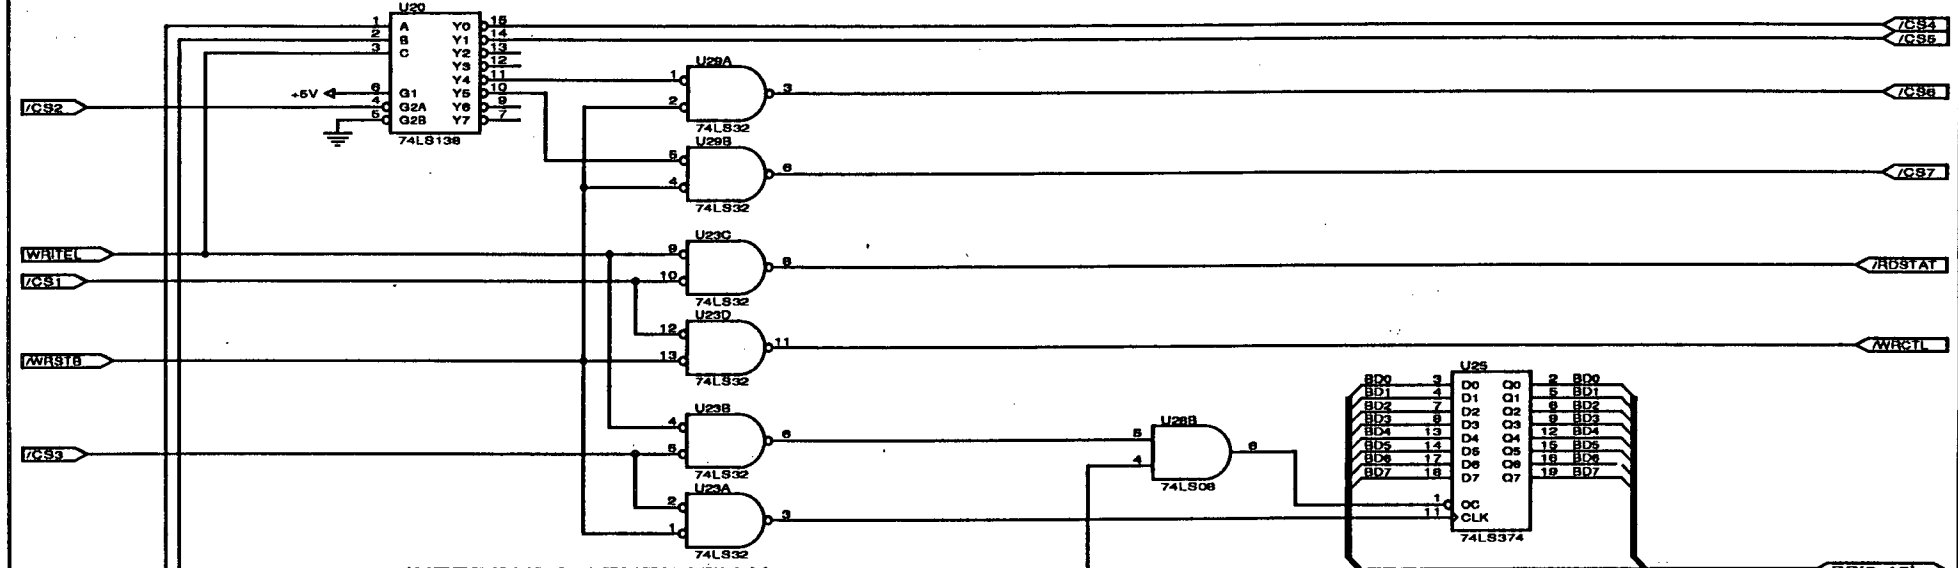 U20
1 A Y0 15
2 B Y1 14
3 C Y2 13
Y3 12
Y4 11
+5V 6 G1 Y5 10
4 G2A Y6 9
5 G2B Y7 7
74LS138
/CS4
/CS5
/CS2
U29A
1
2
3
74LS32
/CS6
U29B
5
4
6
74LS32
/CS7
WRITEL
U23C
9
10
8
74LS32
/RDSTAT
/CS1
U23D
12
13
11
74LS32
/WRCTL
/WRSTB
U23B
4
5
6
74LS32
/CS3
U23A
2
1
3
74LS32
5
4
6
74LS08
U25
BD0 3 D0 Q0 2 BD0
BD1 4 D1 Q1 5 BD1
BD2 7 D2 Q2 6 BD2
BD3 8 D3 Q3 9 BD3
BD4 13 D4 Q4 12 BD4
BD5 14 D5 Q5 15 BD5
BD6 17 D6 Q6 16 BD6
BD7 18 D7 Q7 19 BD7
1 OC
11 CLK
74LS374